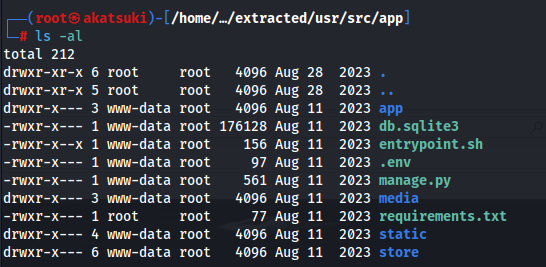 ┌──(root㉿akatsuki)-[/home/…/extracted/usr/src/app]
└─# ls -al
total 212
drwxr-xr-x 6 root     root   4096 Aug 28  2023 .
drwxr-xr-x 5 root     root   4096 Aug 28  2023 ..
drwxr-x--- 3 www-data root   4096 Aug 11  2023 app
-rwxr-x--- 1 www-data root 176128 Aug 11  2023 db.sqlite3
-rwxr-x--x 1 www-data root    156 Aug 11  2023 entrypoint.sh
-rwxr-x--- 1 www-data root     97 Aug 11  2023 .env
-rwxr-x--- 1 www-data root    561 Aug 11  2023 manage.py
drwxr-x--- 3 www-data root   4096 Aug 11  2023 media
-rwxr-x--- 1 root     root     77 Aug 11  2023 requirements.txt
drwxr-x--- 4 www-data root   4096 Aug 11  2023 static
drwxr-x--- 6 www-data root   4096 Aug 11  2023 store